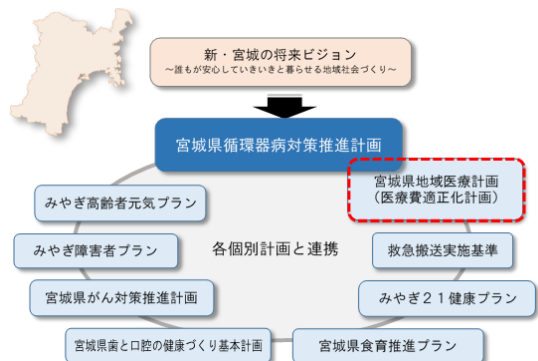 新・宮城の将来ビジョン
～誰もが安心していきいきと暮らせる地域社会づくり～
宮城県循環器病対策推進計画
宮城県地域医療計画
（医療費適正化計画）
みやぎ高齢者元気プラン
みやぎ障害者プラン
各個別計画と連携
救急搬送実施基準
宮城県がん対策推進計画
みやぎ２１健康プラン
宮城県歯と口腔の健康づくり基本計画
宮城県食育推進プラン